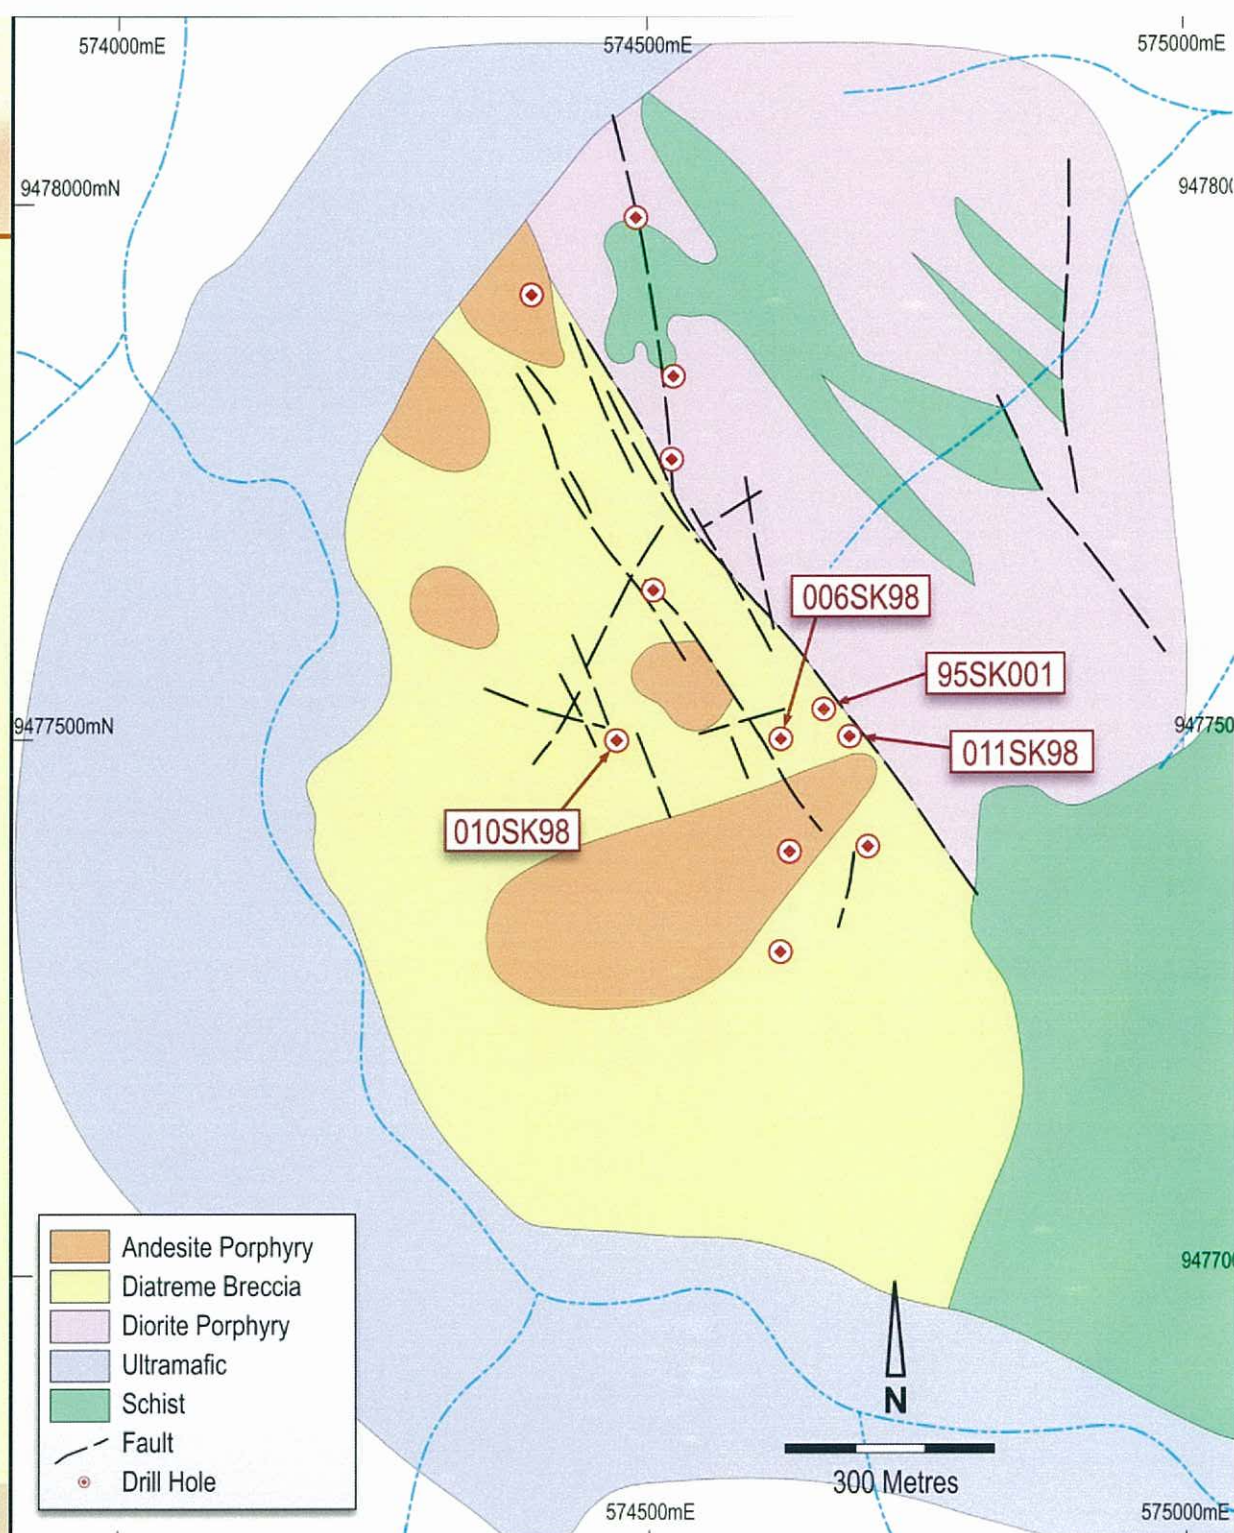 574000mE
574500mE
575000mE
9478000mN
947800
006SK98
95SK001
9477500mN
947750
011SK98
010SK98
Andesite Porphyry
Diatreme Breccia
Diorite Porphyry
Ultramafic
Schist
Fault
Drill Hole
947700
N
300 Metres
574500mE
575000mE